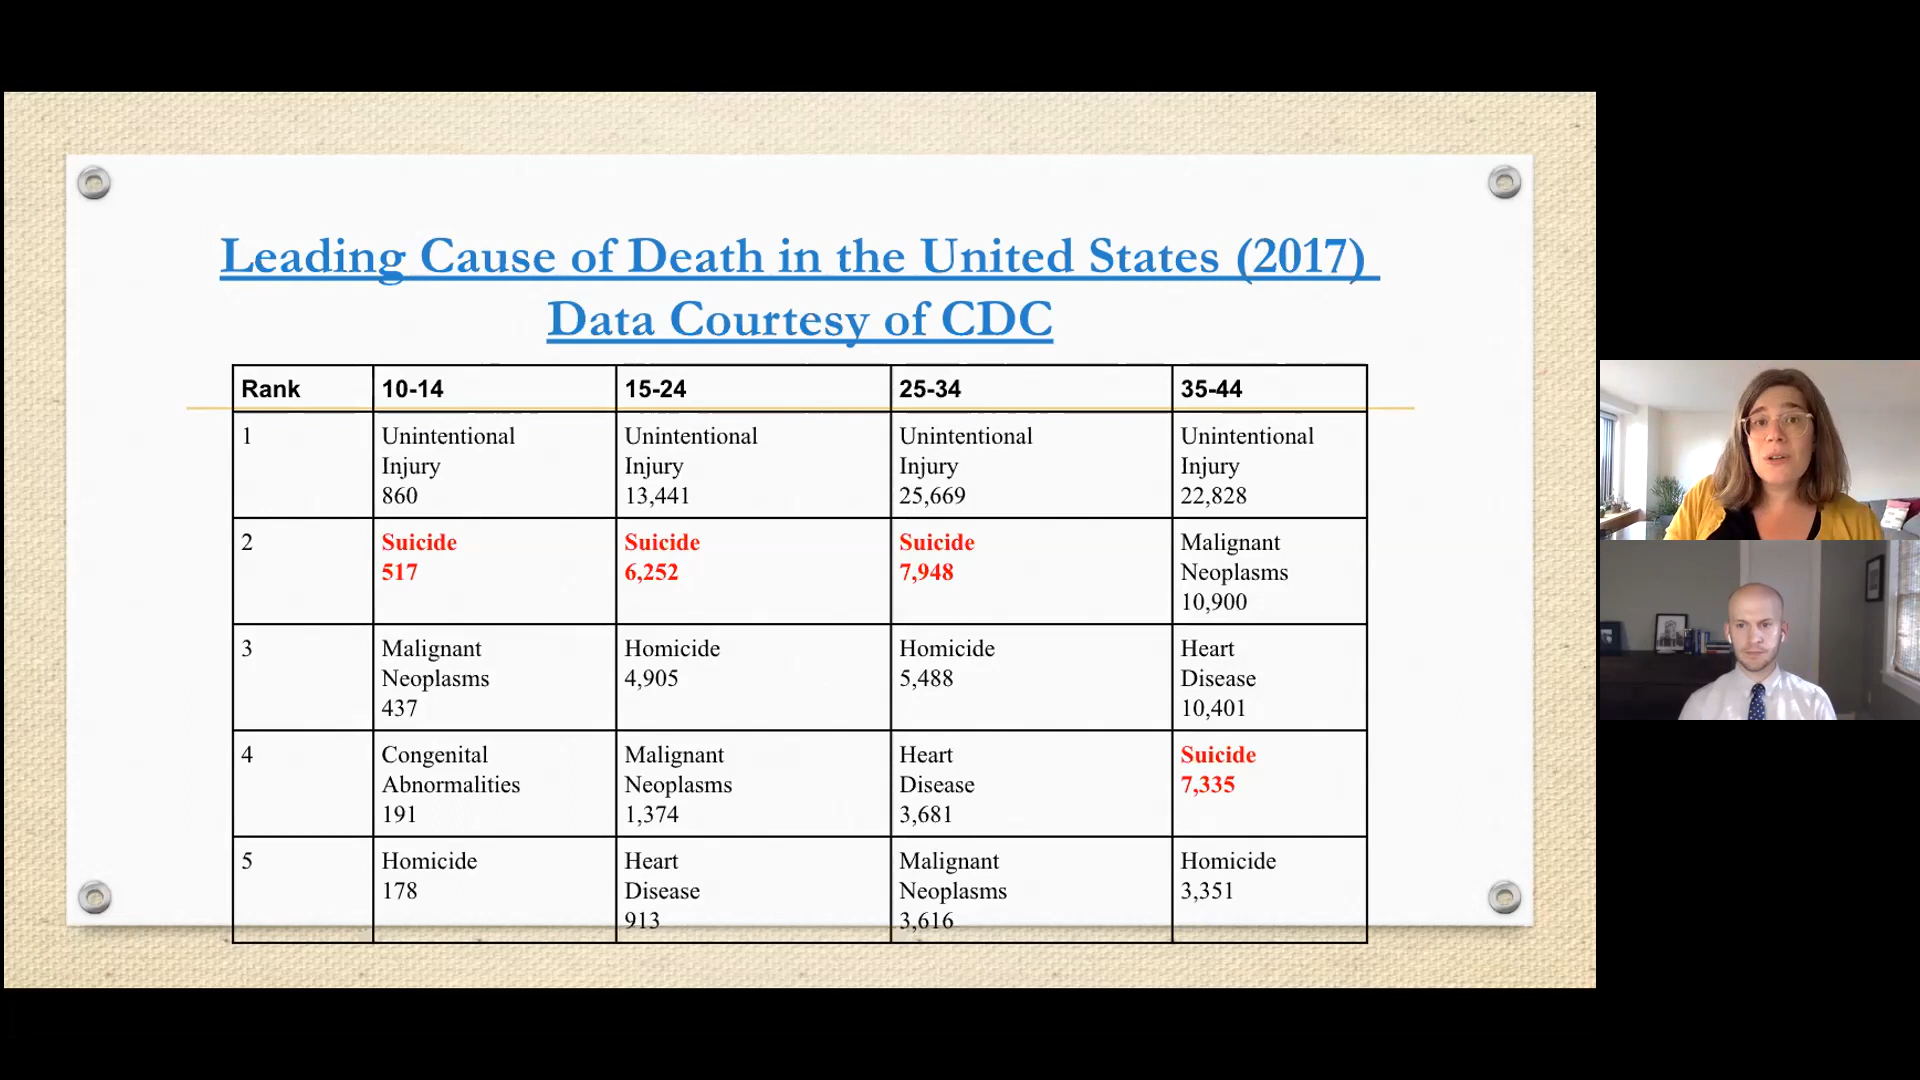 Leading Cause of Death in the United States (2017)
Data Courtesy of CDC
Rank 10-14 15-24 25-34 35-44
1 Unintentional Unintentional Unintentional Unintentional
Injury Injury Injury Injury
860 13,441 25,669 22,828
2 Suicide Suicide Suicide Malignant
517 6,252 7,948 Neoplasms
10,900
3 Malignant Homicide Homicide Heart
Neoplasms 4,905 5,488 Disease
437 10,401
4 Congenital Malignant Heart Suicide
Abnormalities Neoplasms Disease 7,335
191 1,374 3,681
5 Homicide Heart Malignant Homicide
178 Disease Neoplasms 3,351
913 3,616